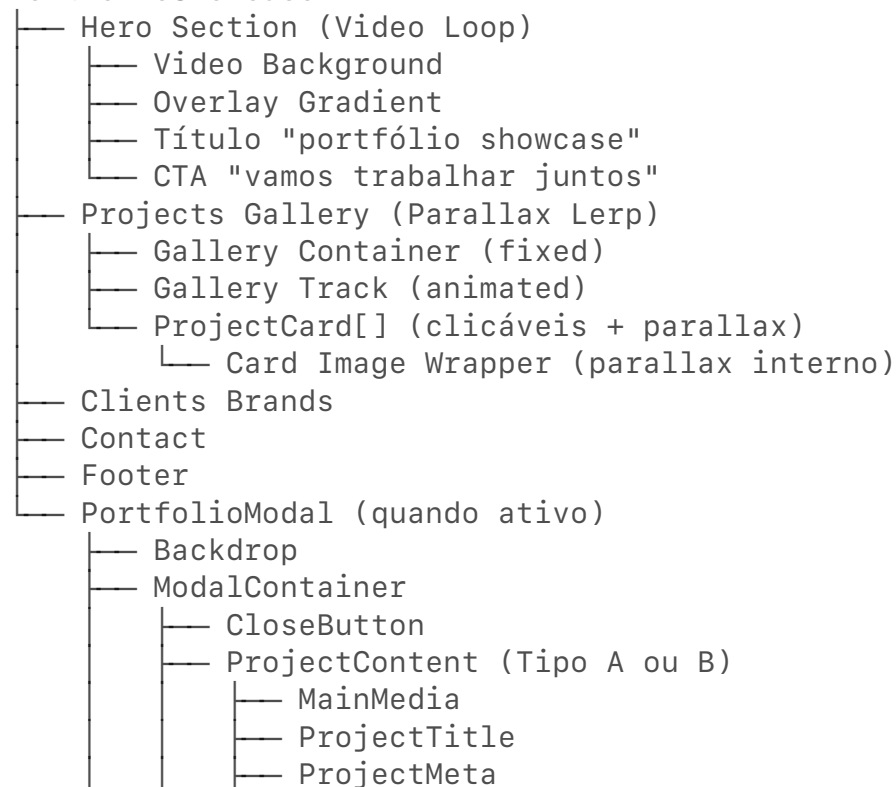 ├── Hero Section (Video Loop)
│   ├── Video Background
│   ├── Overlay Gradient
│   ├── Título "portfólio showcase"
│   └── CTA "vamos trabalhar juntos"
├── Projects Gallery (Parallax Lerp)
│   ├── Gallery Container (fixed)
│   ├── Gallery Track (animated)
│   └── ProjectCard[] (clicáveis + parallax)
│       └── Card Image Wrapper (parallax interno)
├── Clients Brands
├── Contact
├── Footer
└── PortfolioModal (quando ativo)
    ├── Backdrop
    ├── ModalContainer
    │   ├── CloseButton
    │   ├── ProjectContent (Tipo A ou B)
    │   │   ├── MainMedia
    │   │   ├── ProjectTitle
    │   │   ├── ProjectMeta